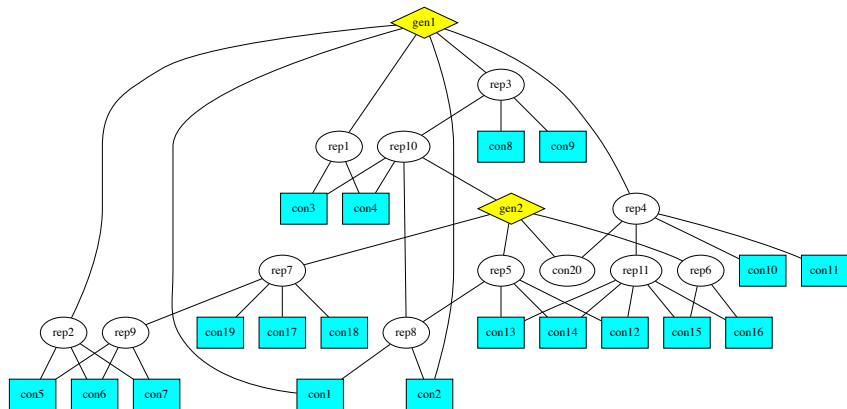 gen1
rep3
rep1
rep10
con8
con9
con3
con4
gen2
rep4
rep7
rep5
con20
rep11
rep6
con10
con11
rep2
rep9
con19
con17
con18
rep8
con13
con14
con12
con15
con16
con5
con6
con7
con1
con2